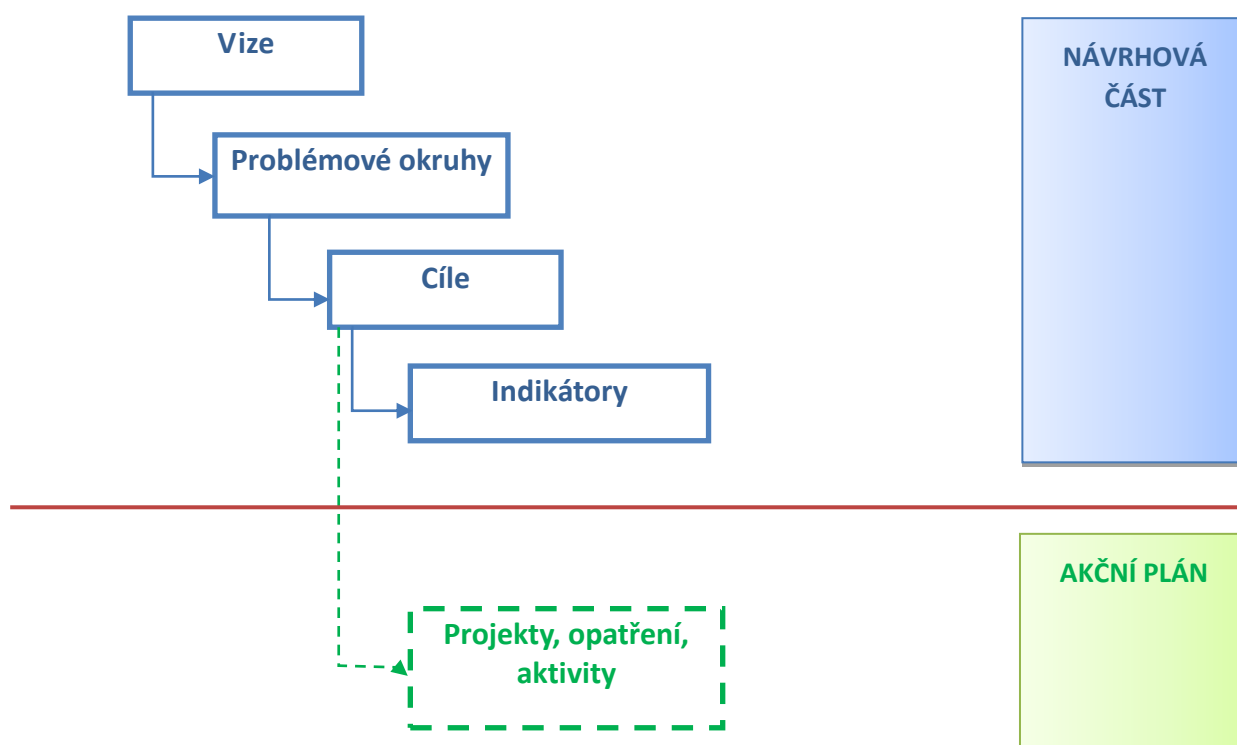 Vize
NÁVRHOVÁ
ČÁST
Problémové okruhy
Cíle
Indikátory
AKČNÍ PLÁN
Projekty, opatření,
aktivity